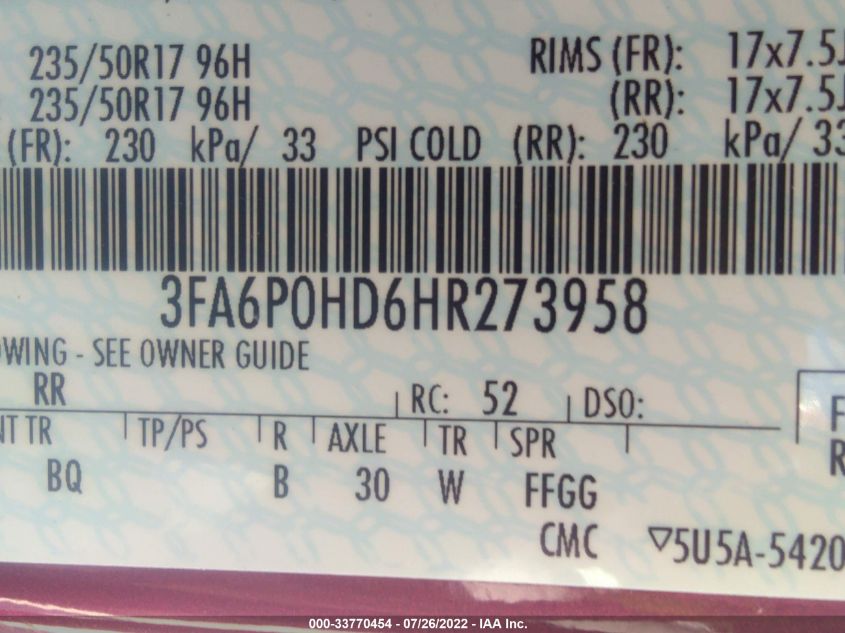 235/50R17 96H RIMS (FR): 17x7.5J
235/50R17 96H (RR): 17x7.5J
(FR): 230 kPa/ 33 PSI COLD (RR): 230 kPa/ 33
3FA6P0HD6HR273958
OWING - SEE OWNER GUIDE
RR RC: 52 DSO:
NT TR TP/PS R AXLE TR SPR
BQ B 30 W FFGG
CMC ▽5U5A-5420
000-33770454 - 07/26/2022 - IAA Inc.